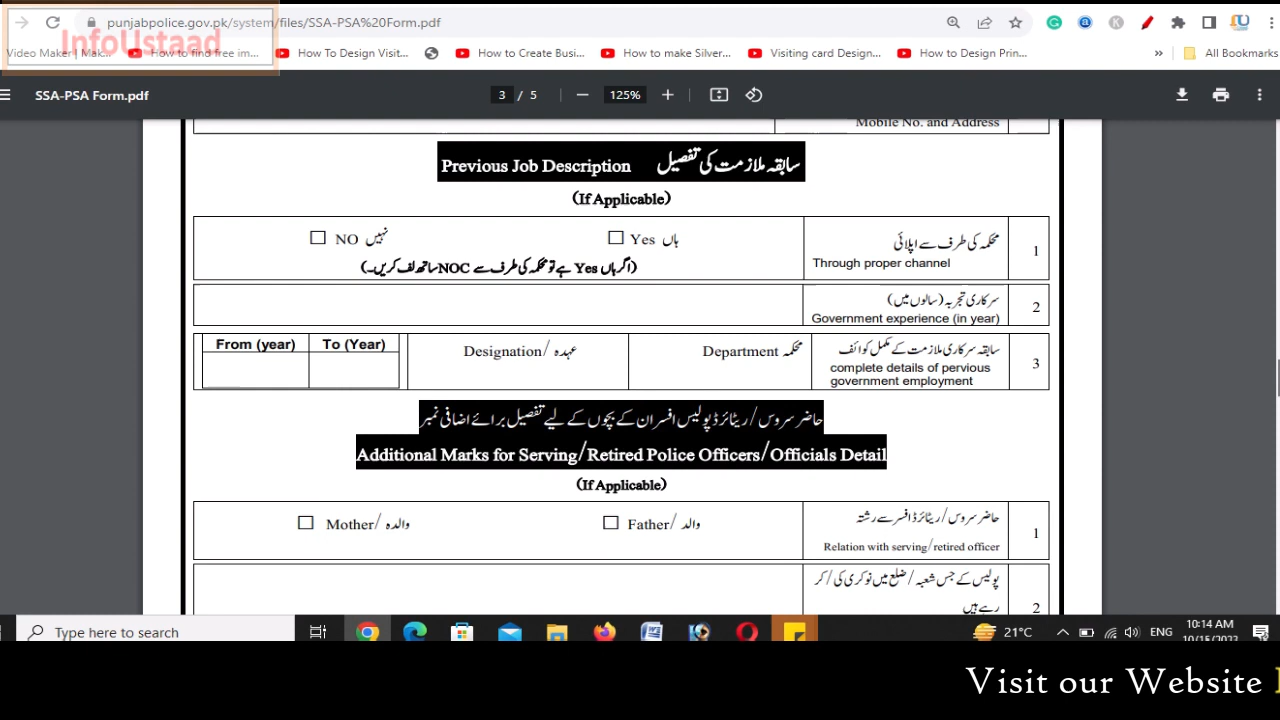 punjabpolice.gov.pk/system/files/SSA-PSA%20Form.pdf
InfoUstaad
Video Maker | Mak...
How to find free im...
How To Design Visit...
How to Create Busi...
How to make Silver...
Visiting card Design...
How to Design Prin...
»
All Bookmarks
SSA-PSA Form.pdf
3 / 5
125%
Mobile No. and Address
Previous Job Description سابقہ ملازمت کی تفصیل
(If Applicable)
1
محکمہ کی طرف سے اپلائی
Through proper channel
ہاں Yes
نہیں NO
(اگر ہاں Yes ہے تو محکمہ کی طرف سے NOC ساتھ لف کریں۔)
2
سرکاری تجربہ (سالوں میں)
Government experience (in year)
3
سابقہ سرکاری ملازمت کے مکمل کوائف
complete details of pervious
government employment
محکمہ Department
عہدہ /Designation
To (Year)
From (year)
حاضر سروس/ریٹائرڈ پولیس افسران کے بچوں کے لیے تفصیل برائے اضافی نمبر
Additional Marks for Serving/Retired Police Officers/Officials Detail
(If Applicable)
1
حاضر سروس/ریٹائرڈ افسر سے رشتہ
Relation with serving/retired officer
والد /Father
والدہ /Mother
2
پولیس کے جس شعبہ/ضلع میں نوکری کی/کر
رہے ہیں
Type here to search
21°C
ENG
10:14 AM
Visit our Website